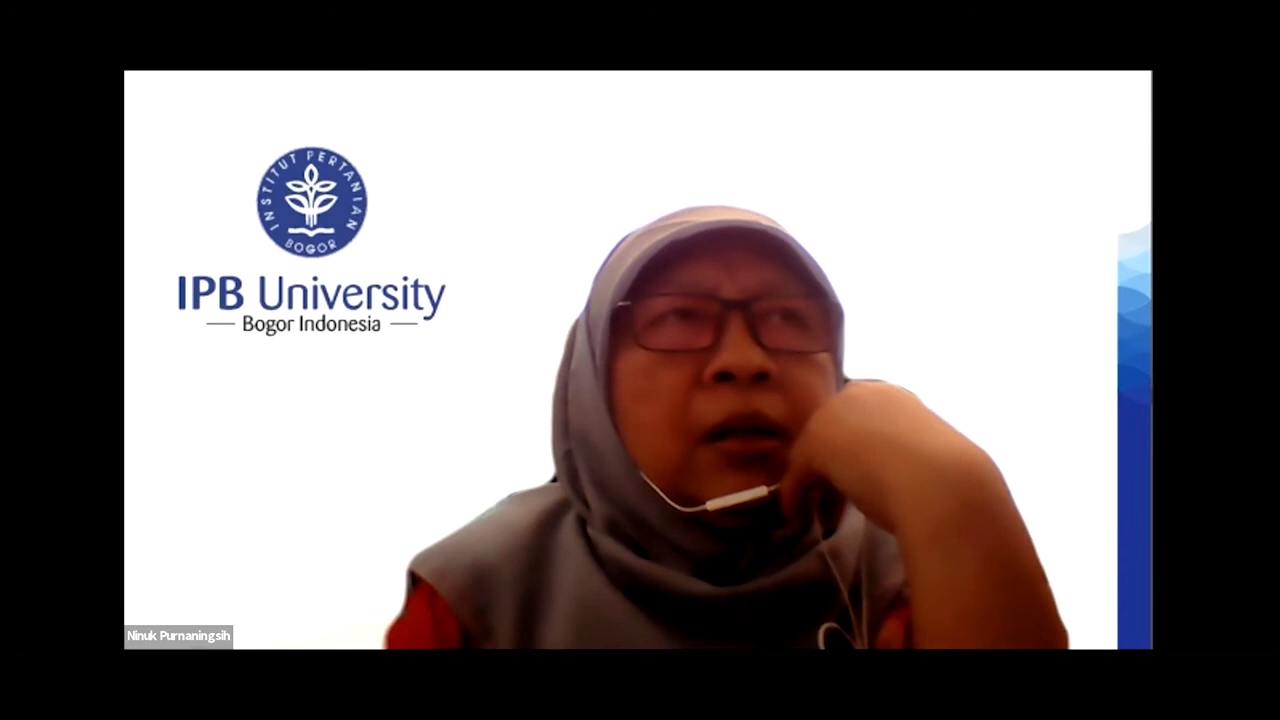 INSTITUT PERTANIAN
BOGOR
IPB University
Bogor Indonesia
Ninuk Purnaningsih